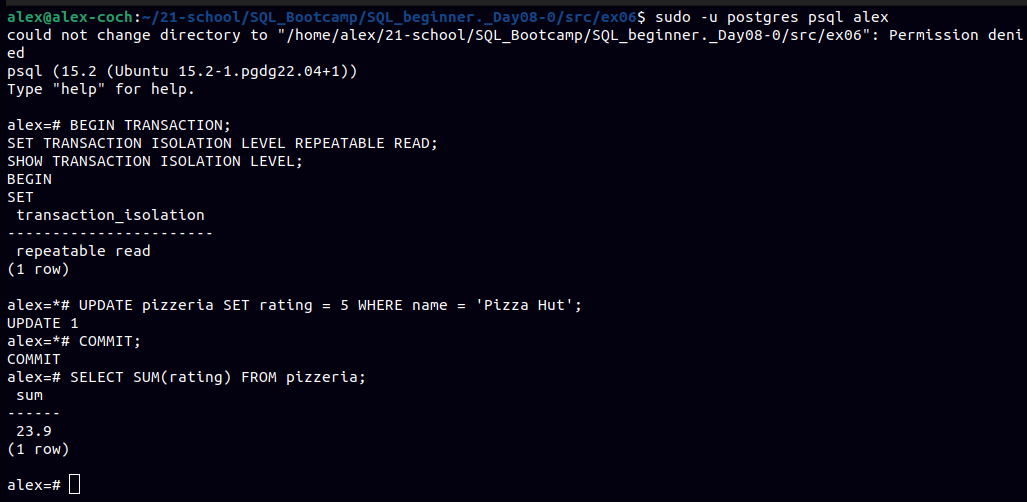 alex@alex-coch:~/21-school/SQL_Bootcamp/SQL_beginner._Day08-0/src/ex06$ sudo -u postgres psql alex
could not change directory to "/home/alex/21-school/SQL_Bootcamp/SQL_beginner._Day08-0/src/ex06": Permission deni
ed
psql (15.2 (Ubuntu 15.2-1.pgdg22.04+1))
Type "help" for help.

alex=# BEGIN TRANSACTION;
SET TRANSACTION ISOLATION LEVEL REPEATABLE READ;
SHOW TRANSACTION ISOLATION LEVEL;
BEGIN
SET
 transaction_isolation
-----------------------
 repeatable read
(1 row)

alex=*# UPDATE pizzeria SET rating = 5 WHERE name = 'Pizza Hut';
UPDATE 1
alex=*# COMMIT;
COMMIT
alex=# SELECT SUM(rating) FROM pizzeria;
 sum
------
 23.9
(1 row)

alex=#